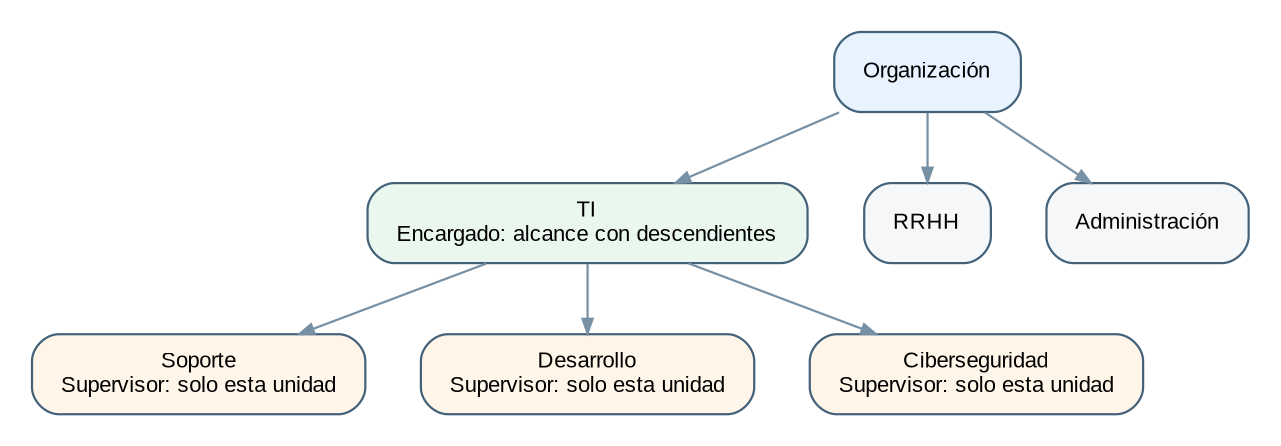 Organización
TI
Encargado: alcance con descendientes
RRHH
Administración
Soporte
Supervisor: solo esta unidad
Desarrollo
Supervisor: solo esta unidad
Ciberseguridad
Supervisor: solo esta unidad